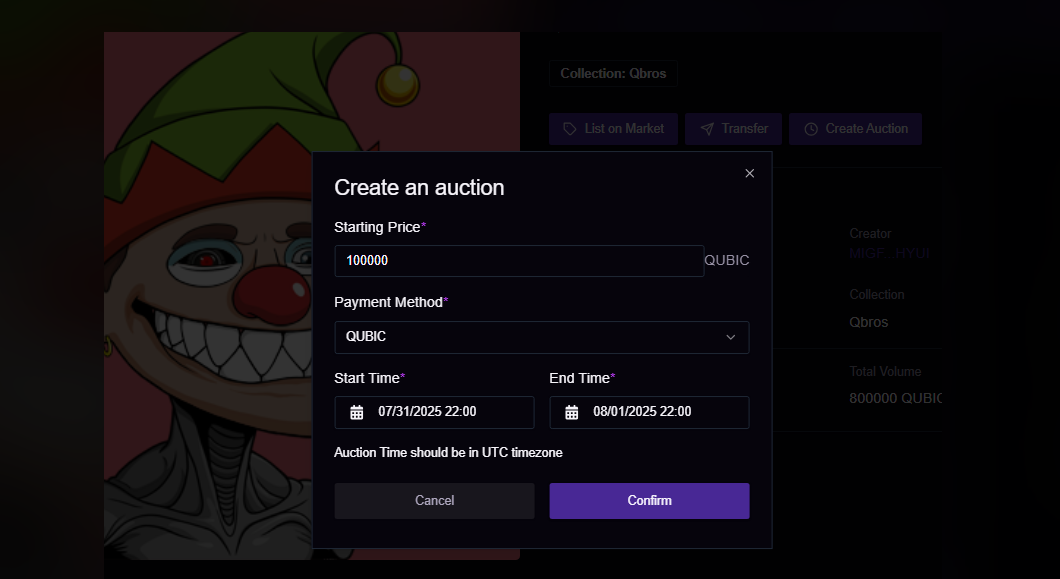 Collection: Qbros
List on Market
Transfer
Create Auction
Create an auction
Starting Price*
100000
QUBIC
Payment Method*
QUBIC
Start Time*
End Time*
07/31/2025 22:00
08/01/2025 22:00
Auction Time should be in UTC timezone
Cancel
Confirm
Creator
Collection
Qbros
Total Volume
800000 QUBIC